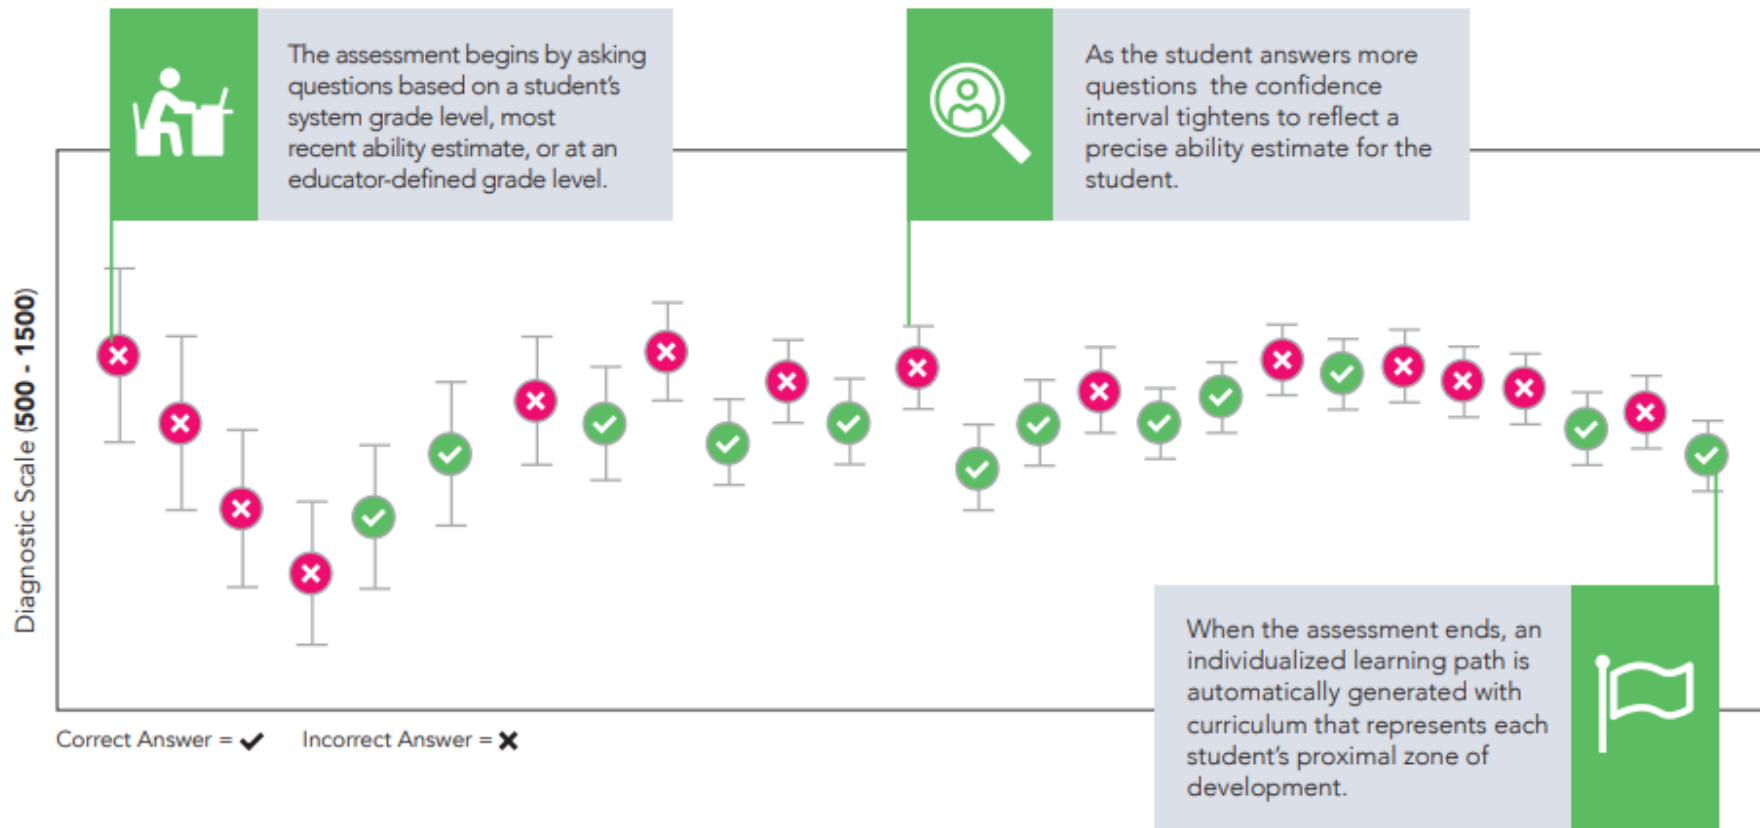 The assessment begins by asking
questions based on a student's
system grade level, most
recent ability estimate, or at an
educator-defined grade level.
As the student answers more
questions the confidence
interval tightens to reflect a
precise ability estimate for the
student.
Diagnostic Scale (500 - 1500)
When the assessment ends, an
individualized learning path is
automatically generated with
curriculum that represents each
student's proximal zone of
development.
Correct Answer = ✔ Incorrect Answer = ✖